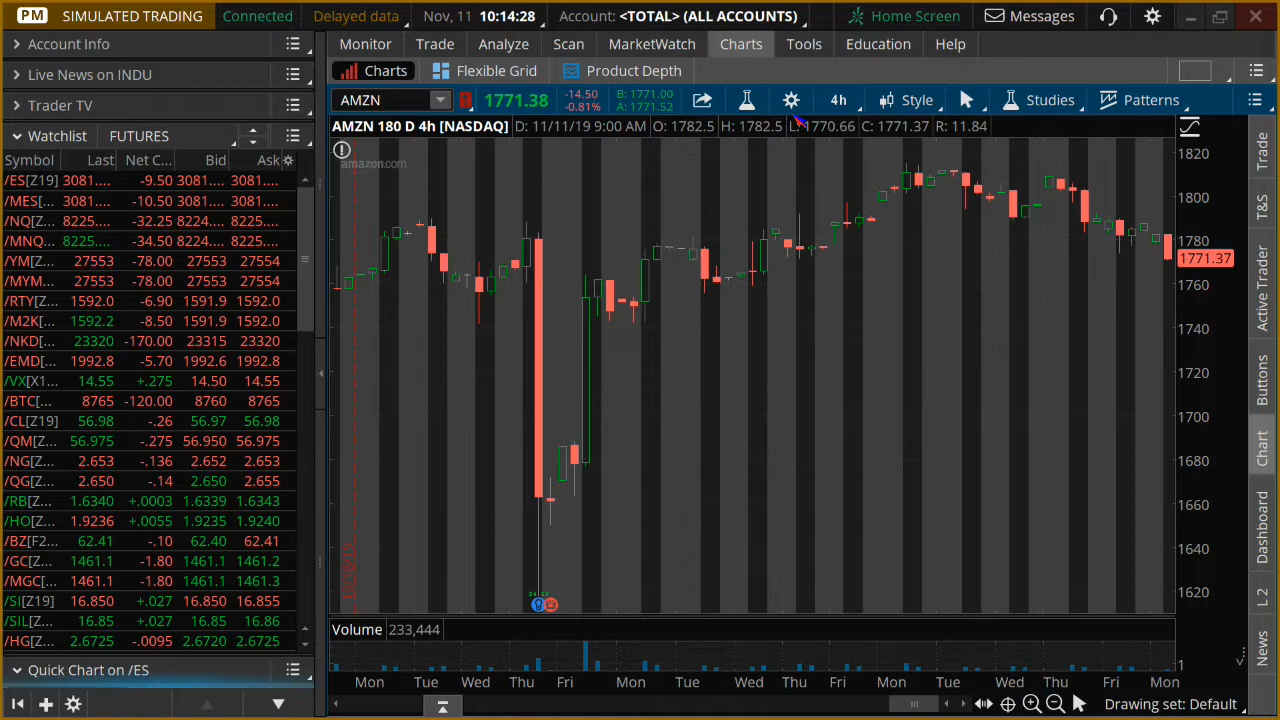 PM SIMULATED TRADING Connected Delayed data Nov, 11 10:14:28 Account: <TOTAL> (ALL ACCOUNTS) Home Screen Messages
Account Info
Live News on INDU
Trader TV
Watchlist FUTURES
Symbol Last Net C... Bid Ask
/ES[Z19] 3081.... -9.50 3081.... 3081....
/MES[... 3081.... -10.50 3081.... 3081....
/NQ[Z... 8225.... -32.25 8224.... 8225....
/MNQ... 8225.... -34.50 8224.... 8225....
/YM[Z... 27553 -78.00 27553 27554
/MYM... 27553 -78.00 27553 27554
/RTY[Z... 1592.0 -6.90 1591.9 1592.0
/M2K[... 1592.2 -8.50 1591.9 1592.0
/NKD[... 23320 -170.00 23315 23320
/EMD[... 1992.8 -5.70 1992.6 1992.8
/VX[X1... 14.55 +.275 14.50 14.55
/BTC[... 8765 -120.00 8760 8765
/CL[Z19] 56.98 -.26 56.97 56.98
/QM[Z... 56.975 -.275 56.950 56.975
/NG[Z... 2.653 -.136 2.652 2.653
/QG[Z... 2.650 -.14 2.650 2.655
/RB[Z... 1.6340 +.0003 1.6339 1.6343
/HO[Z... 1.9236 +.0055 1.9235 1.9240
/BZ[F2... 62.41 -.10 62.40 62.41
/GC[Z... 1461.1 -1.80 1461.1 1461.2
/MGC[... 1461.1 -1.80 1461.1 1461.3
/SI[Z19] 16.850 +.027 16.850 16.855
/SIL[Z... 16.85 +.027 16.85 16.86
/HG[Z... 2.6725 -.0095 2.6720 2.6725
Quick Chart on /ES
Monitor Trade Analyze Scan MarketWatch Charts Tools Education Help
Charts Flexible Grid Product Depth
AMZN 1 1771.38 -14.50 B: 1771.00 4h Style Studies Patterns
-0.81% A: 1771.52
AMZN 180 D 4h [NASDAQ] D: 11/11/19 9:00 AM O: 1782.5 H: 1782.5 L: 1770.66 C: 1771.37 R: 11.84
amazon.com
1820
1800
1780
1771.37
1760
1740
1720
1700
1680
1660
1640
1620
Volume 233,444
1
Mon Tue Wed Thu Fri Mon Tue Wed Thu Fri Mon Tue Wed Thu Fri Mon
Drawing set: Default
Trade
T&S
Active Trader
Buttons
Chart
Dashboard
L 2
News